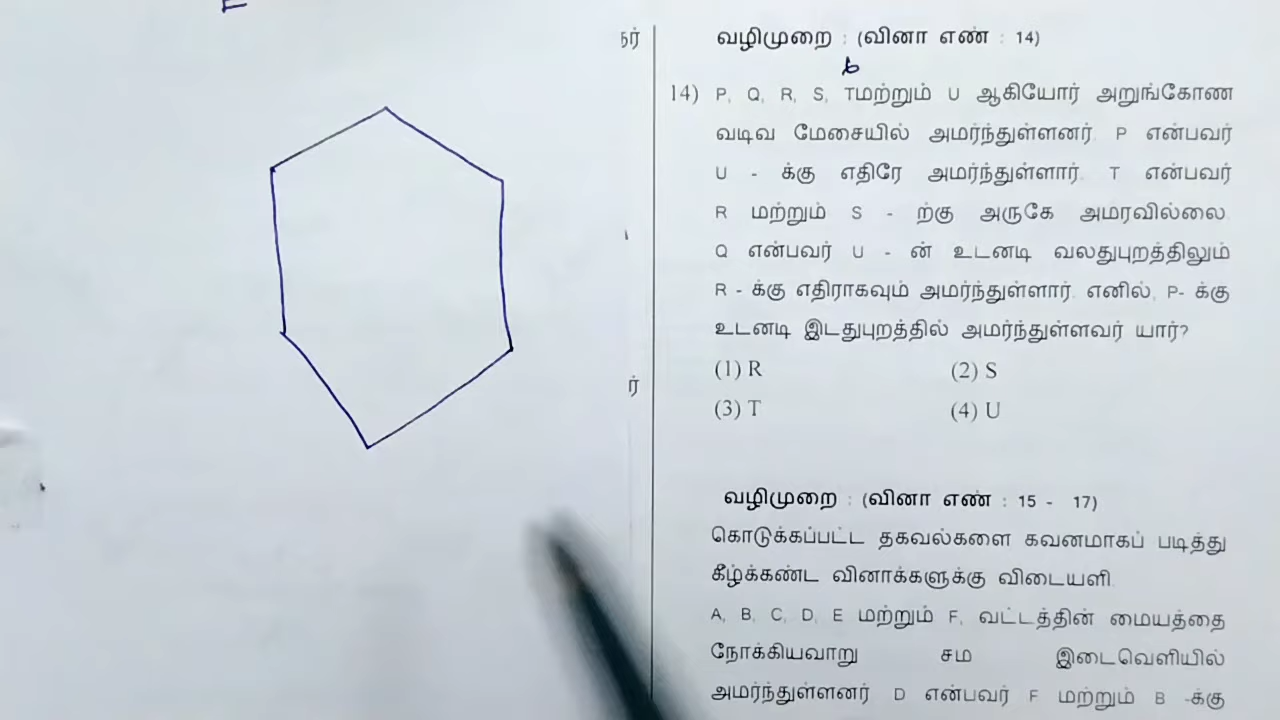 ர்
வழிமுறை : (வினா எண் : 14)
6
14) P, Q, R, S, Tமற்றும் U ஆகியோர் அறுங்கோண
வடிவ மேசையில் அமர்ந்துள்ளனர். P என்பவர்
U - க்கு எதிரே அமர்ந்துள்ளார். T என்பவர்
R மற்றும் S - ற்கு அருகே அமரவில்லை.
Q என்பவர் U - ன் உடனடி வலதுபுறத்திலும்
R - க்கு எதிராகவும் அமர்ந்துள்ளார். எனில், P- க்கு
உடனடி இடதுபுறத்தில் அமர்ந்துள்ளவர் யார்?
ர்
(1) R (2) S
(3) T (4) U
வழிமுறை : (வினா எண் : 15 - 17)
கொடுக்கப்பட்ட தகவல்களை கவனமாகப் படித்து
கீழ்க்கண்ட வினாக்களுக்கு விடையளி.
A, B, C, D, E மற்றும் F, வட்டத்தின் மையத்தை
நோக்கியவாறு சம இடைவெளியில்
அமர்ந்துள்ளனர் D என்பவர் F மற்றும் B -க்கு